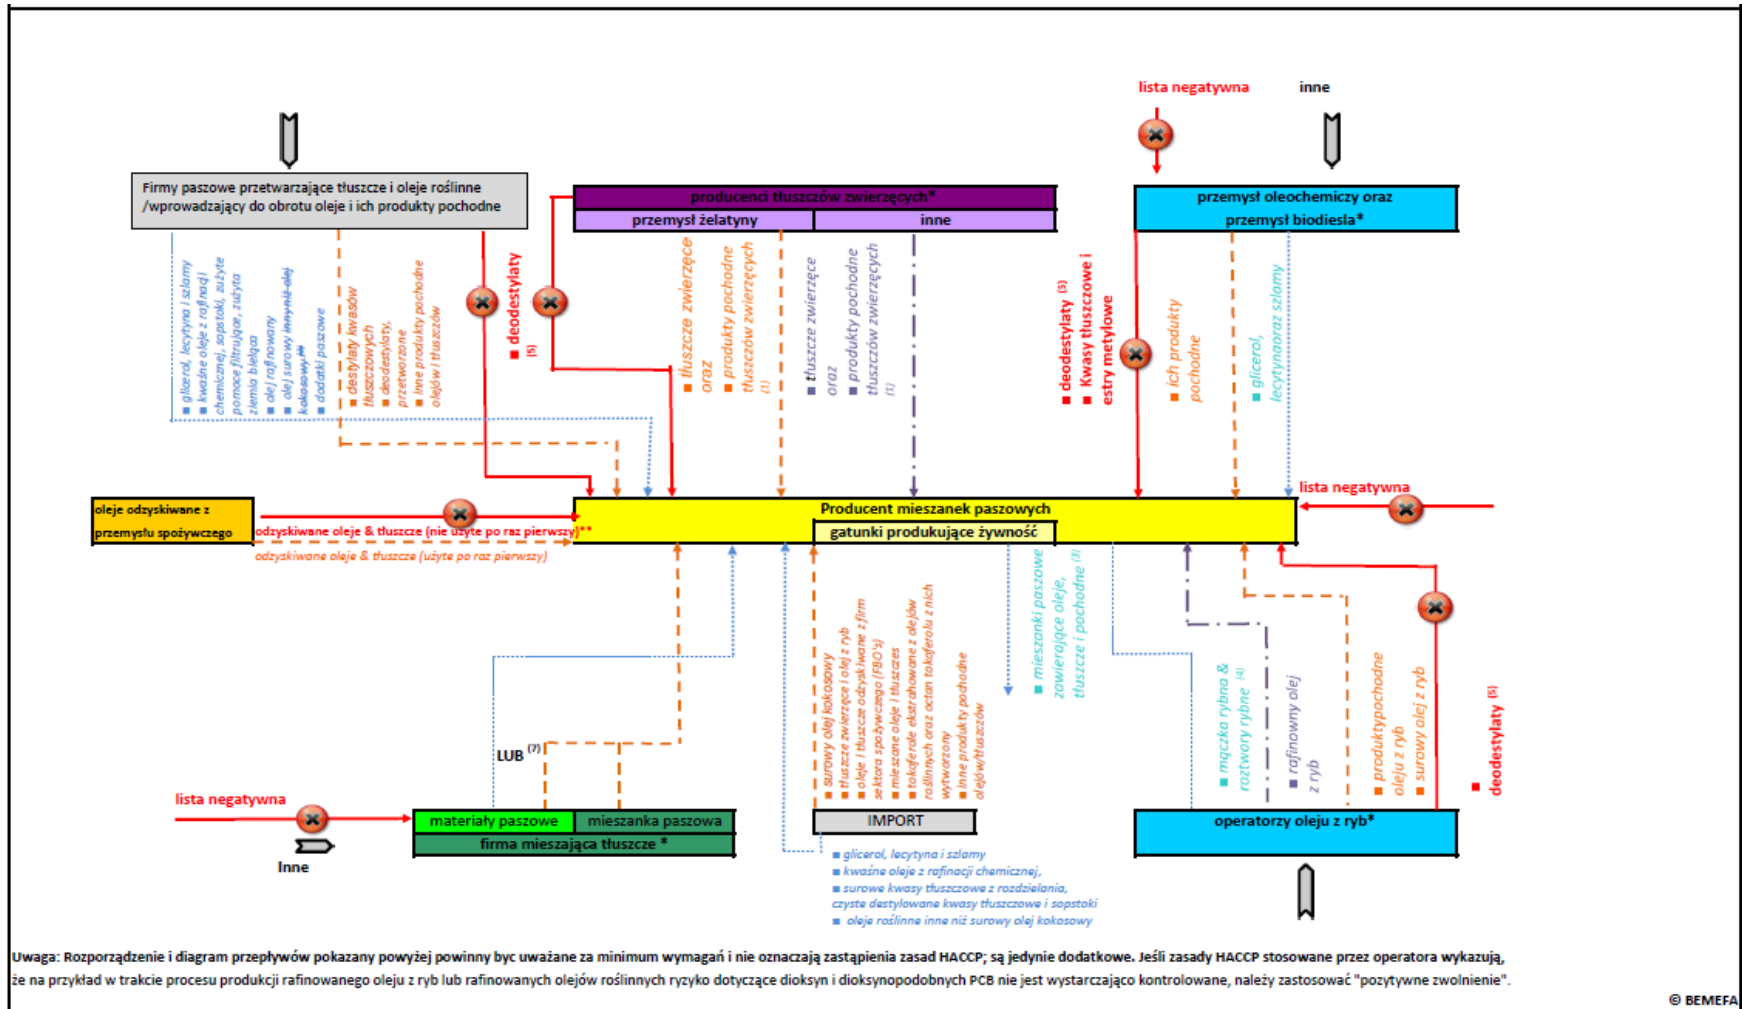 lista negatywna
inne
Firmy paszowe przetwarzające tłuszcze i oleje roślinne
/wprowadzający do obrotu oleje i ich produkty pochodne
producenci tłuszczów zwierzęcych*
przemysł żelatyny
inne
przemysł oleochemiczy oraz
przemysł biodiesla*
■ glicerol, lecytyna i szlamy
■ kwaśne oleje z rafinacji
chemicznej, sopstoki, zużyte
pomoce filtrujące, zużyta
ziemia bieląca
■ olej rafinowany
■ olej surowy innyniż olej
kokosowy
■ dodatki paszowe
■ destylaty kwasów
tłuszczowych
■ deodestylaty,
przetworzone
■ inne produkty pochodne
olejów i tłuszczów
■ deodestylaty
(5)
■ tłuszcze zwierzęce
oraz
■ produkty pochodne
tłuszczów zwierzęcych
(1)
■ tłuszcze zwierzęce
oraz
■ produkty pochodne
tłuszczów zwierzęcych
(1)
■ deodestylaty (5)
■ Kwasy tłuszczowe i
estry metylowe
■ ich produkty
pochodne
■ glicerol,
lecytynaoraz szlamy
oleje odzyskiwane z
przemysłu spożywczego
odzyskiwane oleje & tłuszcze (nie użyte po raz pierwszy)**
odzyskiwane oleje & tłuszcze (użyte po raz pierwszy)
Producent mieszanek paszowych
gatunki produkujące żywność
lista negatywna
■ surowy olej kokosowy
■ tłuszcze zwierzęce i olej z ryb
■ oleje i tłuszcze odzyskiwane z firm
sektora spożywczego (FBO's)
■ mieszane oleje i tłuszczes
■ tokoferole ekstrahowane z olejów
roślinnych oraz octan tokoferolu z nich
wytworzony
■ inne produkty pochodne
olejów/tłuszczów
■ mieszanki paszowe
zawierające oleje,
tłuszcze i pochodne (3)
■ mączka rybna &
roztwory rybne (4)
■ rafinowny olej
z ryb
■ produktypochodne
oleju z ryb
■ surowy olej z ryb
■ deodestylaty (5)
LUB (7)
lista negatywna
Inne
materiały paszowe
mieszanka paszowa
firma mieszająca tłuszcze *
IMPORT
operatorzy oleju z ryb*
■ glicerol, lecytyna i szlamy
■ kwaśne oleje z rafinacji chemicznej,
■ surowe kwasy tłuszczowe z rozdzielania,
czyste destylowane kwasy tłuszczowe i sopstoki
■ oleje roślinne inne niż surowy olej kokosowy
Uwaga: Rozporządzenie i diagram przepływów pokazany powyżej powinny byc uważane za minimum wymagań i nie oznaczają zastąpienia zasad HACCP; są jedynie dodatkowe. Jeśli zasady HACCP stosowane przez operatora wykazują,
że na przykład w trakcie procesu produkcji rafinowanego oleju z ryb lub rafinowanych olejów roślinnych ryzyko dotyczące dioksyn i dioksynopodobnych PCB nie jest wystarczająco kontrolowane, należy zastosować "pozytywne zwolnienie".
© BEMEFA